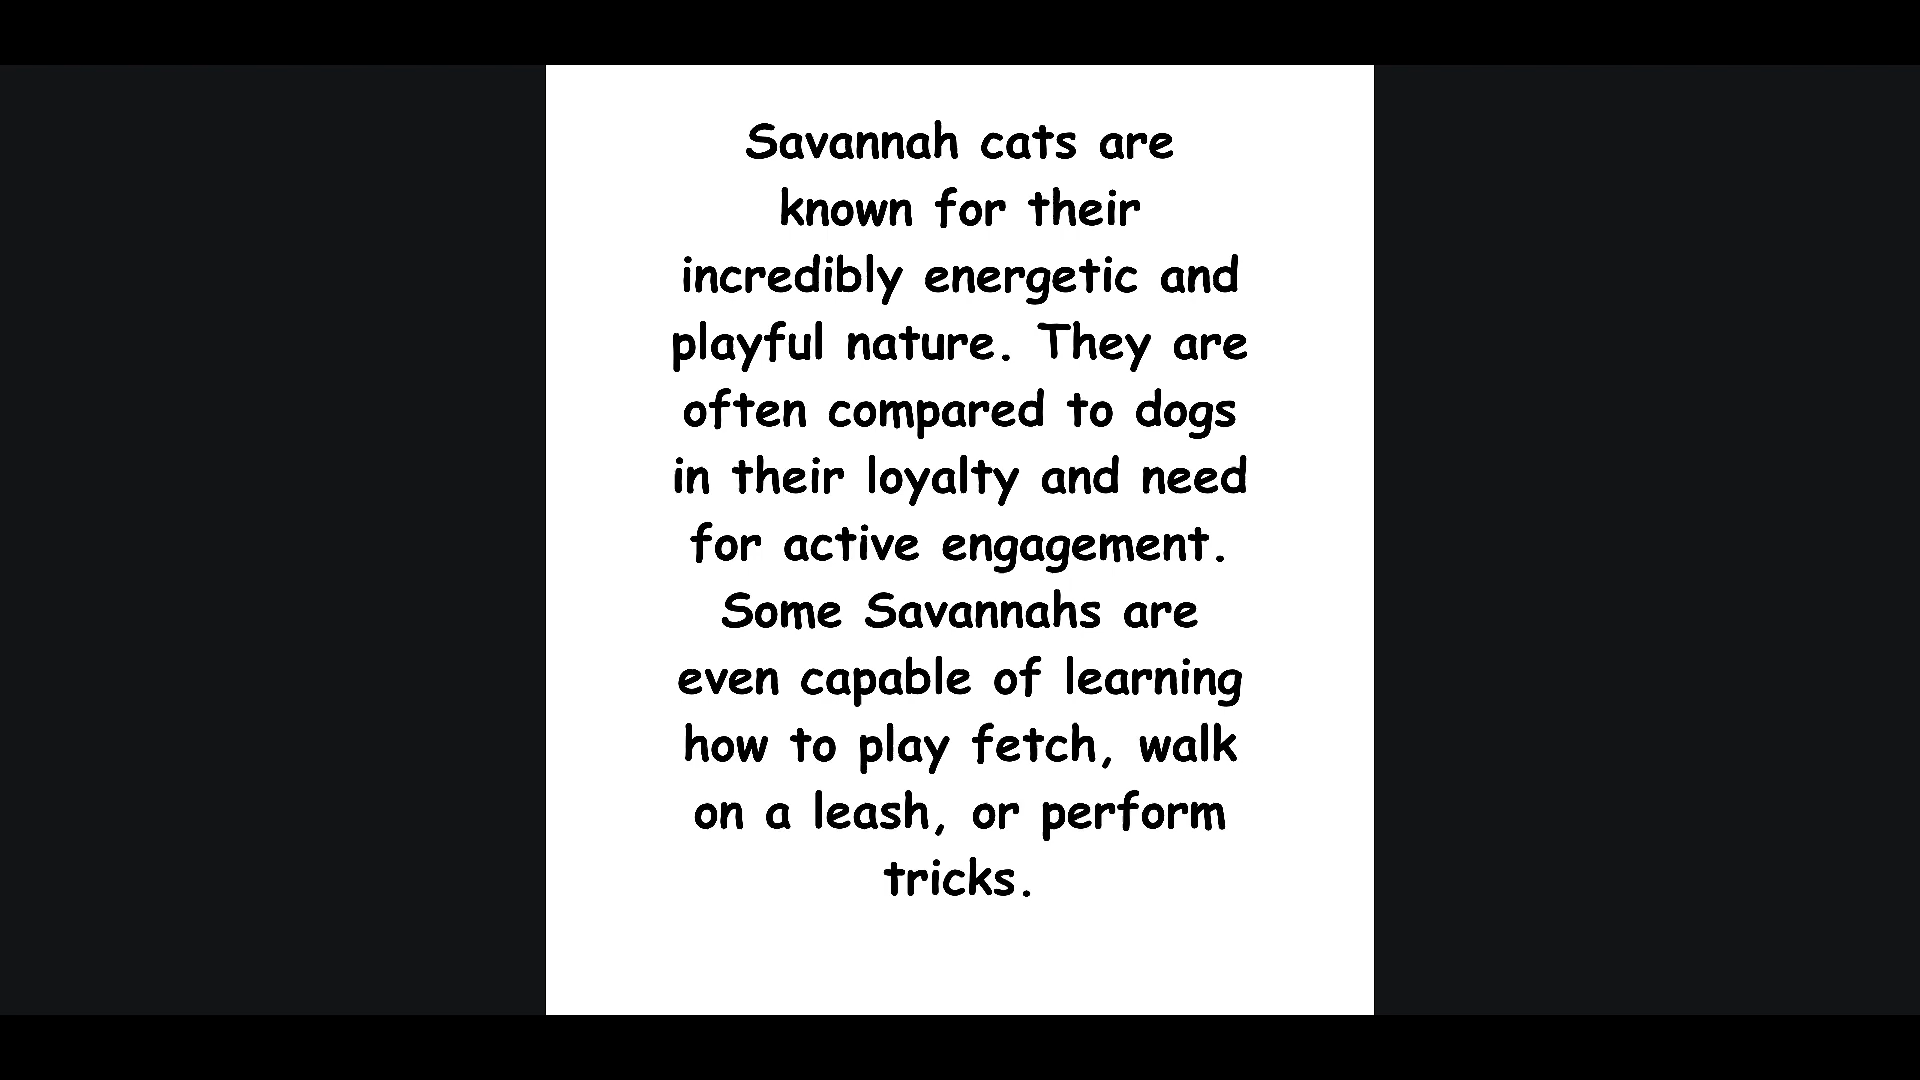 Savannah cats are
known for their
incredibly energetic and
playful nature. They are
often compared to dogs
in their loyalty and need
for active engagement.
Some Savannahs are
even capable of learning
how to play fetch, walk
on a leash, or perform
tricks.